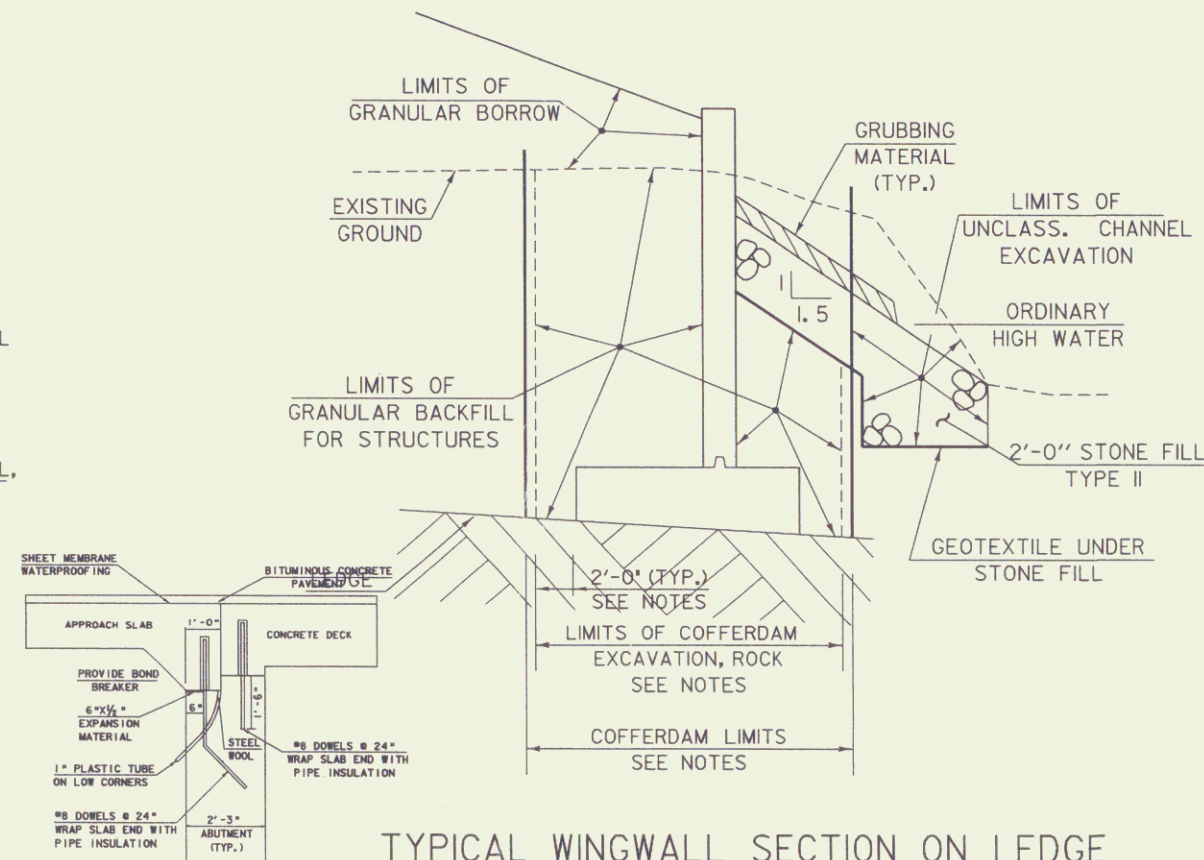 LIMITS OF
GRANULAR BORROW
GRUBBING
MATERIAL
(TYP.)
EXISTING
GROUND
LIMITS OF
UNCLASS. CHANNEL
EXCAVATION
1
1.5
ORDINARY
HIGH WATER
LIMITS OF
GRANULAR BACKFILL
FOR STRUCTURES
2'-0'' STONE FILL
TYPE II
GEOTEXTILE UNDER
STONE FILL
LEDGE
2'-0" (TYP.)
SEE NOTES
LIMITS OF COFFERDAM
EXCAVATION, ROCK
SEE NOTES
COFFERDAM LIMITS
SEE NOTES
SHEET MEMBRANE
WATERPROOFING
BITUMINOUS CONCRETE
PAVEMENT
APPROACH SLAB
1'-0"
CONCRETE DECK
PROVIDE BOND
BREAKER
6"X½"
EXPANSION
MATERIAL
6"
1'-6"
STEEL
WOOL
1" PLASTIC TUBE
ON LOW CORNERS
#8 DOWELS @ 24"
WRAP SLAB END WITH
PIPE INSULATION
#8 DOWELS @ 24"
WRAP SLAB END WITH
PIPE INSULATION
2'-3"
ABUTMENT
(TYP.)
TYPICAL WINGWALL SECTION ON LEDGE